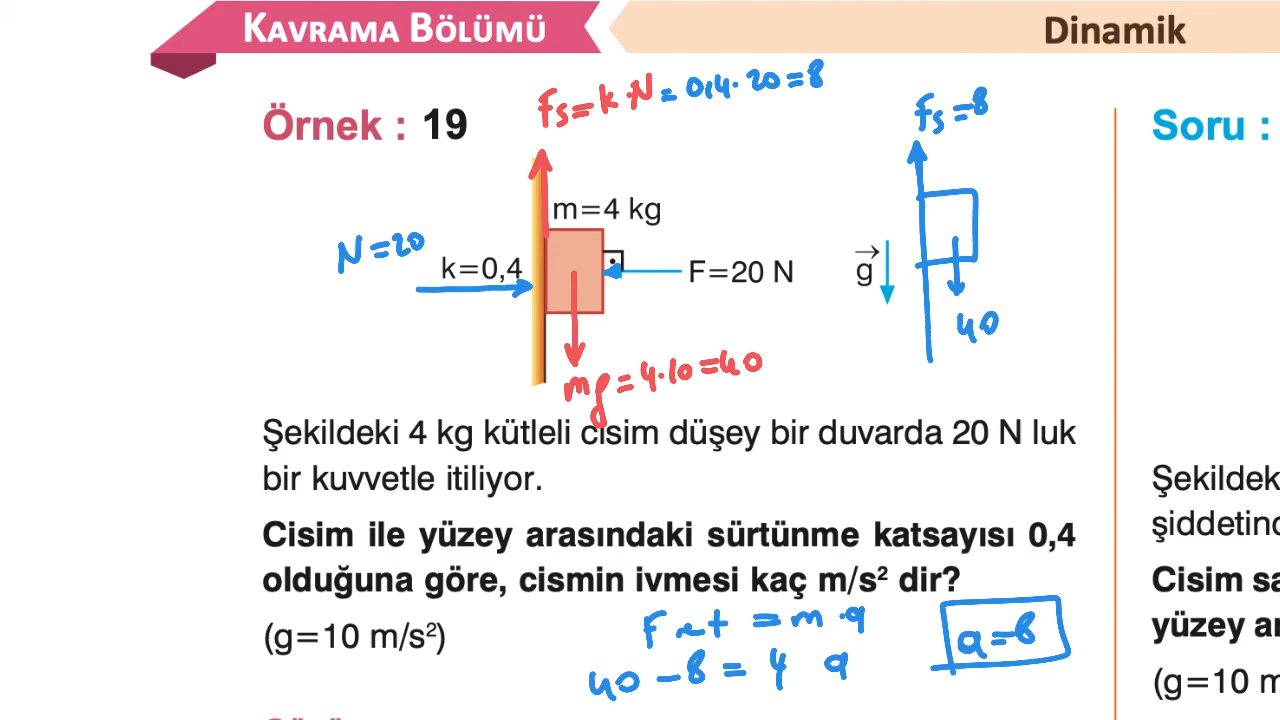 KAVRAMA BÖLÜMÜ
Dinamik
Örnek : 19
Fs = k · N = 0,4 · 20 = 8
Fs = 8
Soru :
m=4 kg
N = 20
k=0,4
F=20 N
g
40
mg = 4 · 10 = 40
Şekildeki 4 kg kütleli cisim düşey bir duvarda 20 N luk
bir kuvvetle itiliyor.
Cisim ile yüzey arasındaki sürtünme katsayısı 0,4
olduğuna göre, cismin ivmesi kaç m/s² dir?
(g=10 m/s²)
Fnet = m · a
40 - 8 = 4 a
a = 8
Şekildek
şiddetinc
Cisim sa
yüzey ar
(g=10 m